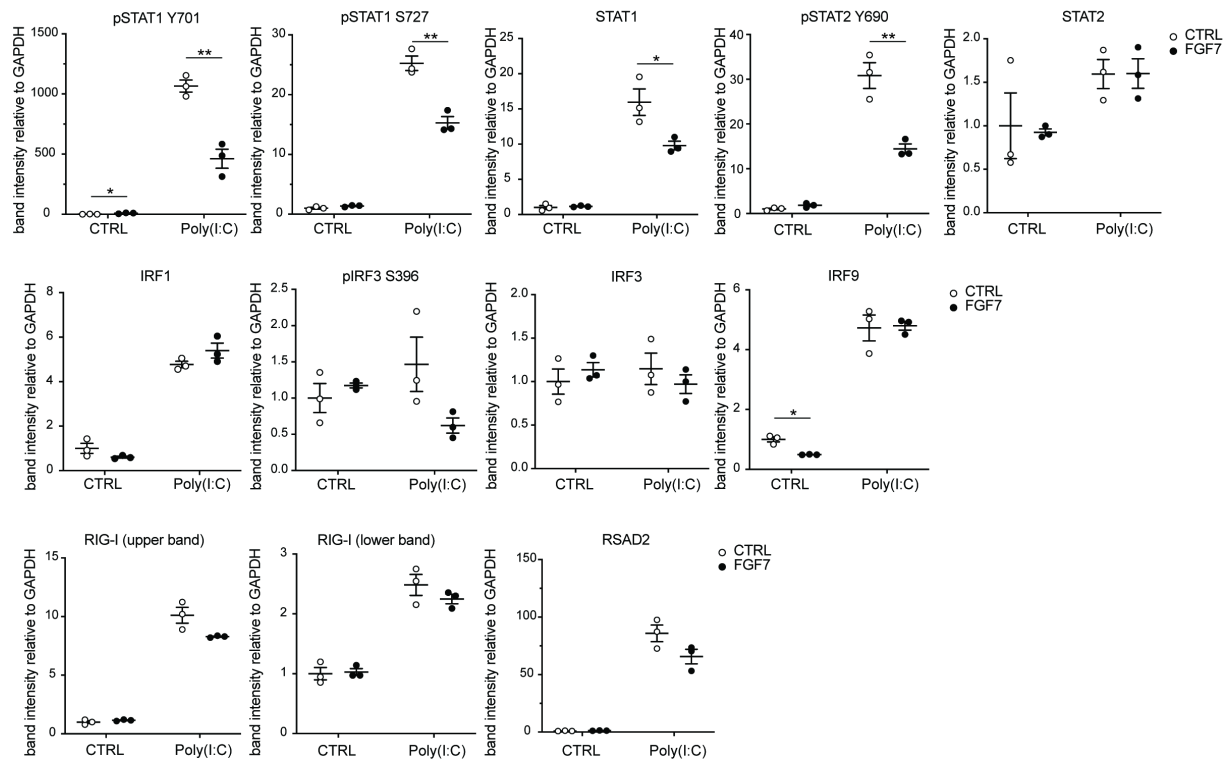 pSTAT1 Y701
band intensity relative to GAPDH
1500
1000
500
0
*
**
CTRL
Poly(I:C)
pSTAT1 S727
band intensity relative to GAPDH
30
20
10
0
**
CTRL
Poly(I:C)
STAT1
band intensity relative to GAPDH
25
20
15
10
5
0
*
CTRL
Poly(I:C)
pSTAT2 Y690
band intensity relative to GAPDH
40
30
20
10
0
**
CTRL
Poly(I:C)
STAT2
band intensity relative to GAPDH
2.0
1.5
1.0
0.5
0.0
CTRL
Poly(I:C)
CTRL
FGF7
IRF1
band intensity relative to GAPDH
8
6
4
2
0
CTRL
Poly(I:C)
pIRF3 S396
band intensity relative to GAPDH
2.5
2.0
1.5
1.0
0.5
0.0
CTRL
Poly(I:C)
IRF3
band intensity relative to GAPDH
2.0
1.5
1.0
0.5
0.0
CTRL
Poly(I:C)
IRF9
band intensity relative to GAPDH
6
4
2
0
*
CTRL
Poly(I:C)
CTRL
FGF7
RIG-I (upper band)
band intensity relative to GAPDH
15
10
5
0
CTRL
Poly(I:C)
RIG-I (lower band)
band intensity relative to GAPDH
3
2
1
0
CTRL
Poly(I:C)
RSAD2
band intensity relative to GAPDH
150
100
50
0
CTRL
Poly(I:C)
CTRL
FGF7